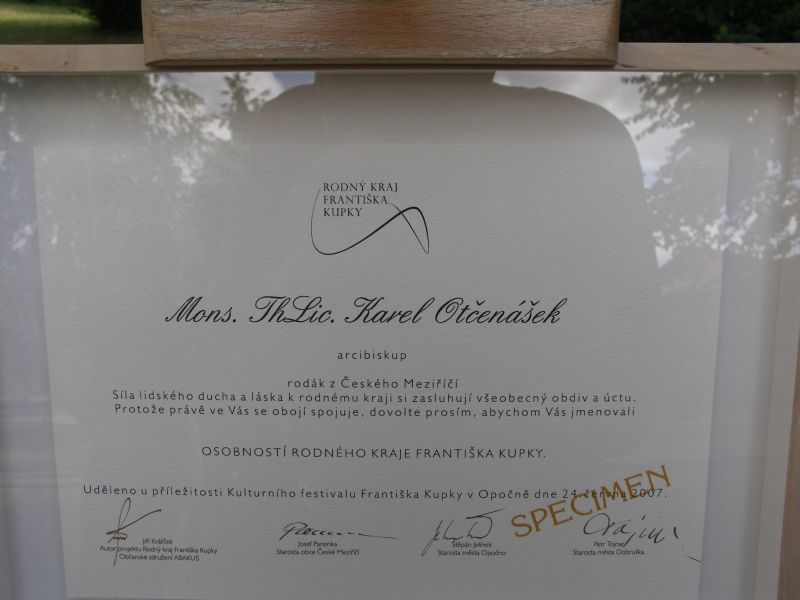 RODNÝ KRAJ
FRANTIŠKA
KUPKY
Mons. ThLic. Karel Otčenášek
arcibiskup
rodák z Českého Meziříčí
Síla lidského ducha a láska k rodnému kraji si zasluhují všeobecný obdiv a úctu.
Protože právě ve Vás se obojí spojuje, dovolte prosím, abychom Vás jmenovali
OSOBNOSTÍ RODNÉHO KRAJE FRANTIŠKA KUPKY.
Uděleno u příležitosti Kulturního festivalu Františka Kupky v Opočně dne 24. června 2007.
SPECIMEN
Jiří Králíček
Autor projektu Rodný kraj Františka Kupky
Občanské sdružení ABAKUS
Josef Panenka
Starosta obce České Meziříčí
Štěpán Jelínek
Starosta města Opočno
Petr Tojnar
Starosta města Dobruška